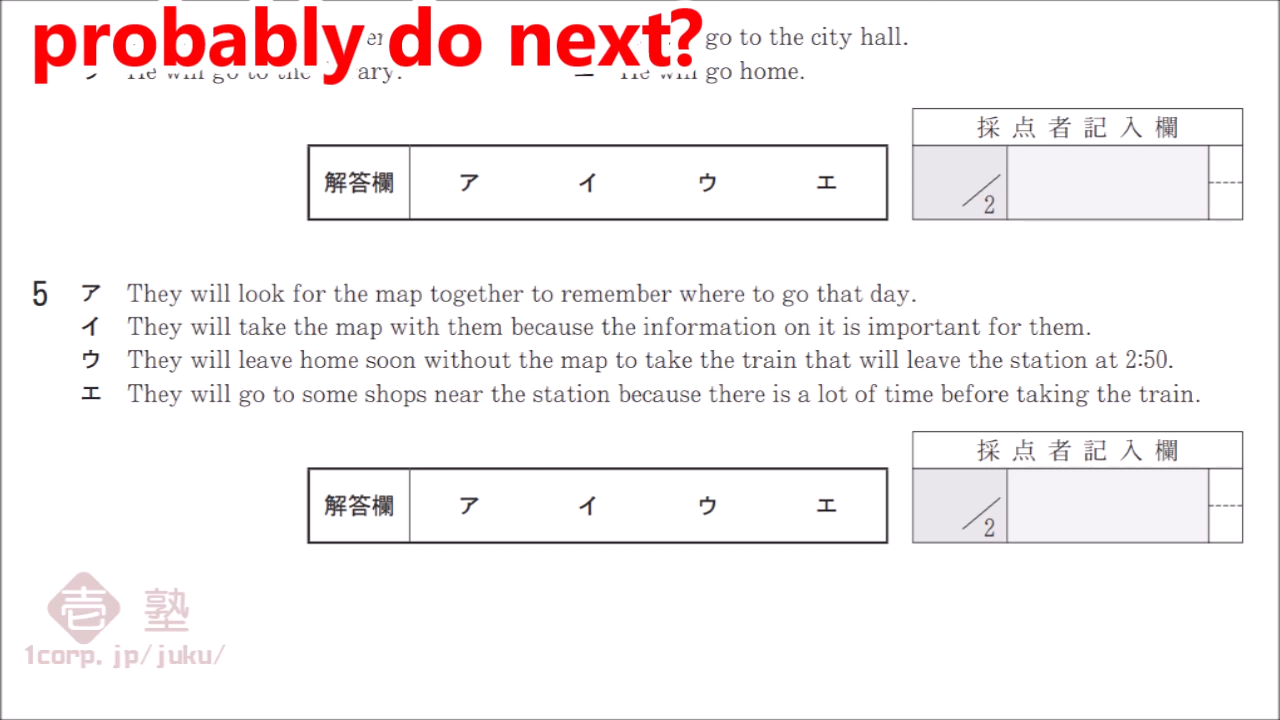 probably do next?
go to the city hall.
He will go to the ary.
He will go home.
採点者記入欄
解答欄 ア イ ウ エ
2
5 ア They will look for the map together to remember where to go that day.
イ They will take the map with them because the information on it is important for them.
ウ They will leave home soon without the map to take the train that will leave the station at 2:50.
エ They will go to some shops near the station because there is a lot of time before taking the train.
採点者記入欄
解答欄 ア イ ウ エ
2
壱塾
1corp.jp/juku/